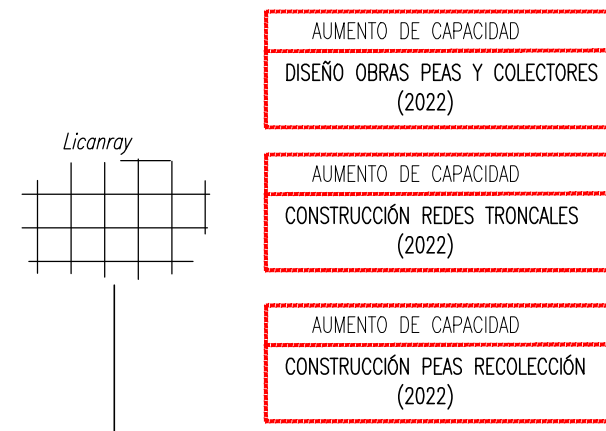 AUMENTO DE CAPACIDAD
DISEÑO OBRAS PEAS Y COLECTORES
(2022)
Licanray
AUMENTO DE CAPACIDAD
CONSTRUCCIÓN REDES TRONCALES
(2022)
AUMENTO DE CAPACIDAD
CONSTRUCCIÓN PEAS RECOLECCIÓN
(2022)